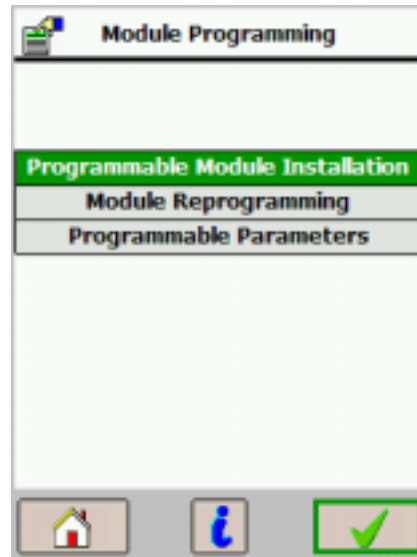 Module Programming
Programmable Module Installation
Module Reprogramming
Programmable Parameters